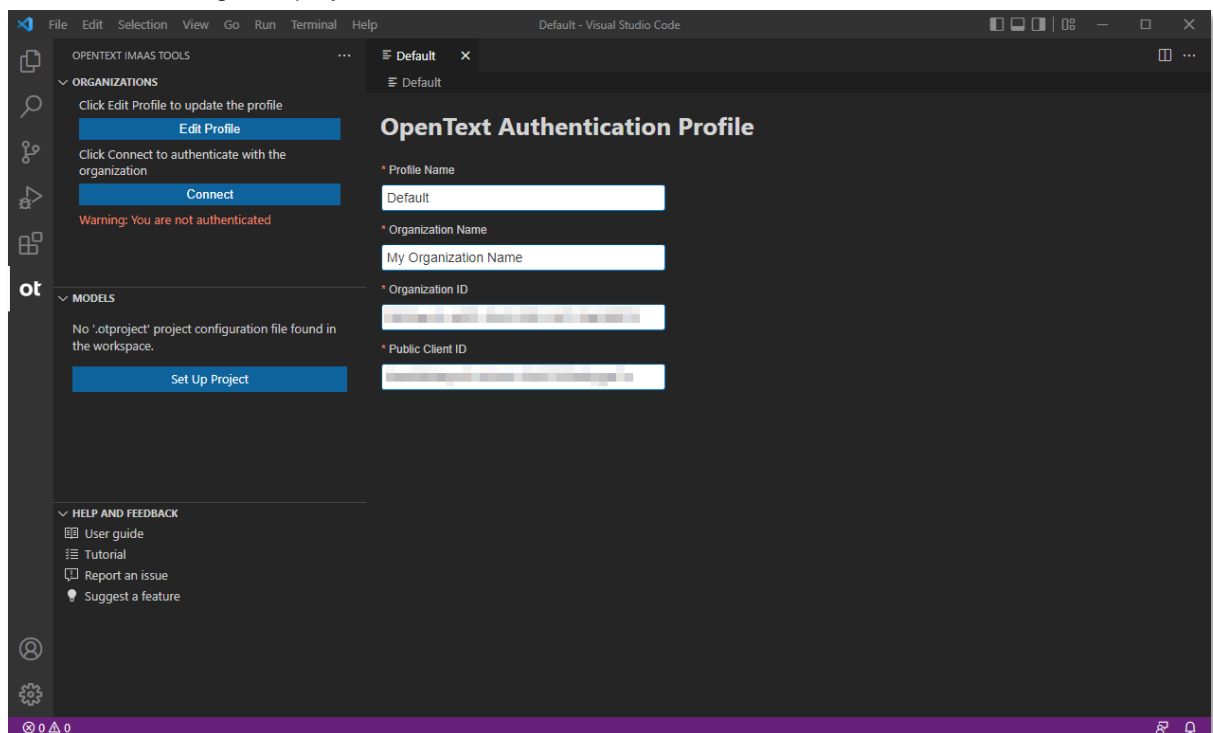 File Edit Selection View Go Run Terminal Help
Default - Visual Studio Code
OPENTEXT IMAAS TOOLS
ORGANIZATIONS
Click Edit Profile to update the profile
Edit Profile
Click Connect to authenticate with the
organization
Connect
Warning: You are not authenticated
ot
MODELS
No '.otproject' project configuration file found in
the workspace.
Set Up Project
HELP AND FEEDBACK
User guide
Tutorial
Report an issue
Suggest a feature
Default
Default
OpenText Authentication Profile
* Profile Name
Default
* Organization Name
My Organization Name
* Organization ID
* Public Client ID
0 0